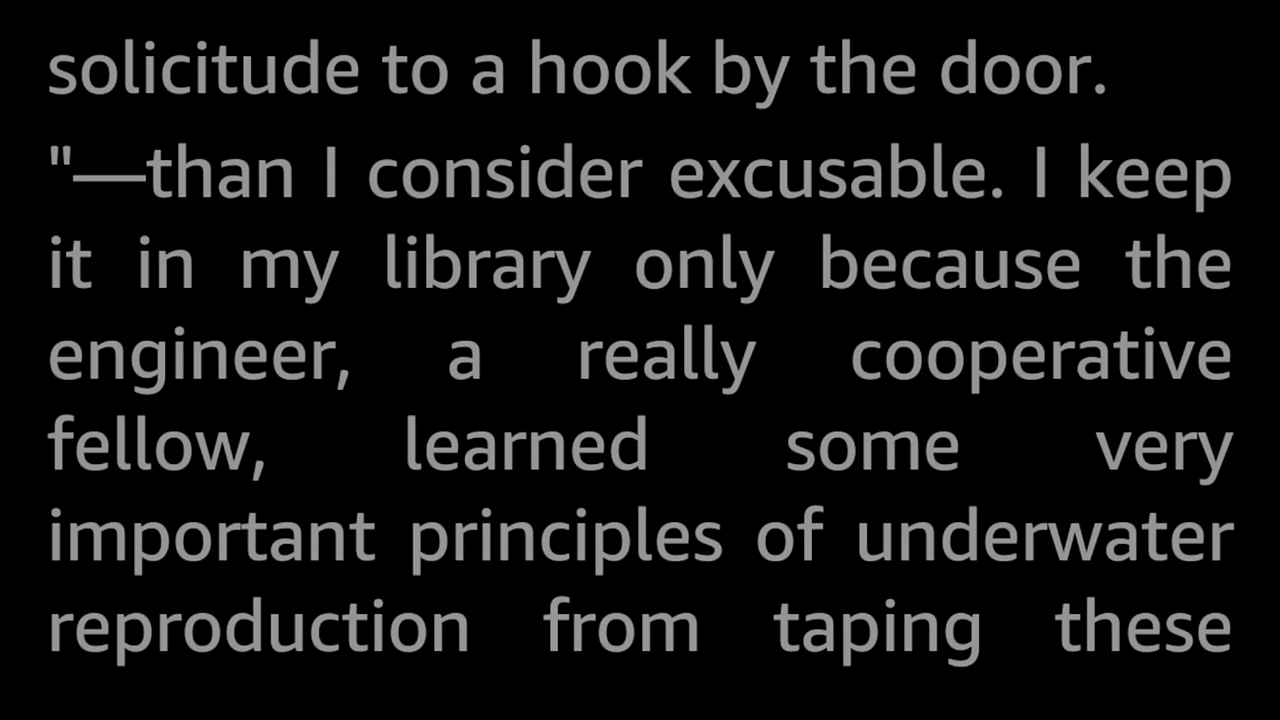 solicitude to a hook by the door.
"—than I consider excusable. I keep
it in my library only because the
engineer, a really cooperative
fellow, learned some very
important principles of underwater
reproduction from taping these